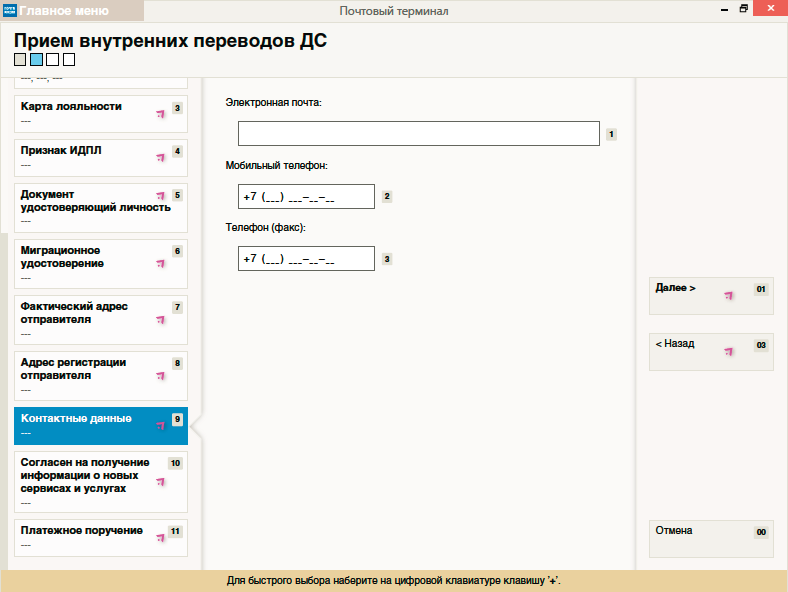 Главное меню
Почтовый терминал
Прием внутренних переводов ДС
---, ---, ---
Карта лояльности 3
---
Признак ИДПЛ 4
---
Документ 5
удостоверяющий личность
---
Миграционное 6
удостоверение
---
Фактический адрес 7
отправителя
---
Адрес регистрации 8
отправителя
---
Контактные данные 9
---
Согласен на получение 10
информации о новых
сервисах и услугах
---
Платежное поручение 11
---
Электронная почта:
1
Мобильный телефон:
+7 (___) ___-__-__ 2
Телефон (факс):
+7 (___) ___-__-__ 3
Далее > 01
< Назад 03
Отмена 00
Для быстрого выбора наберите на цифровой клавиатуре клавишу '+'.